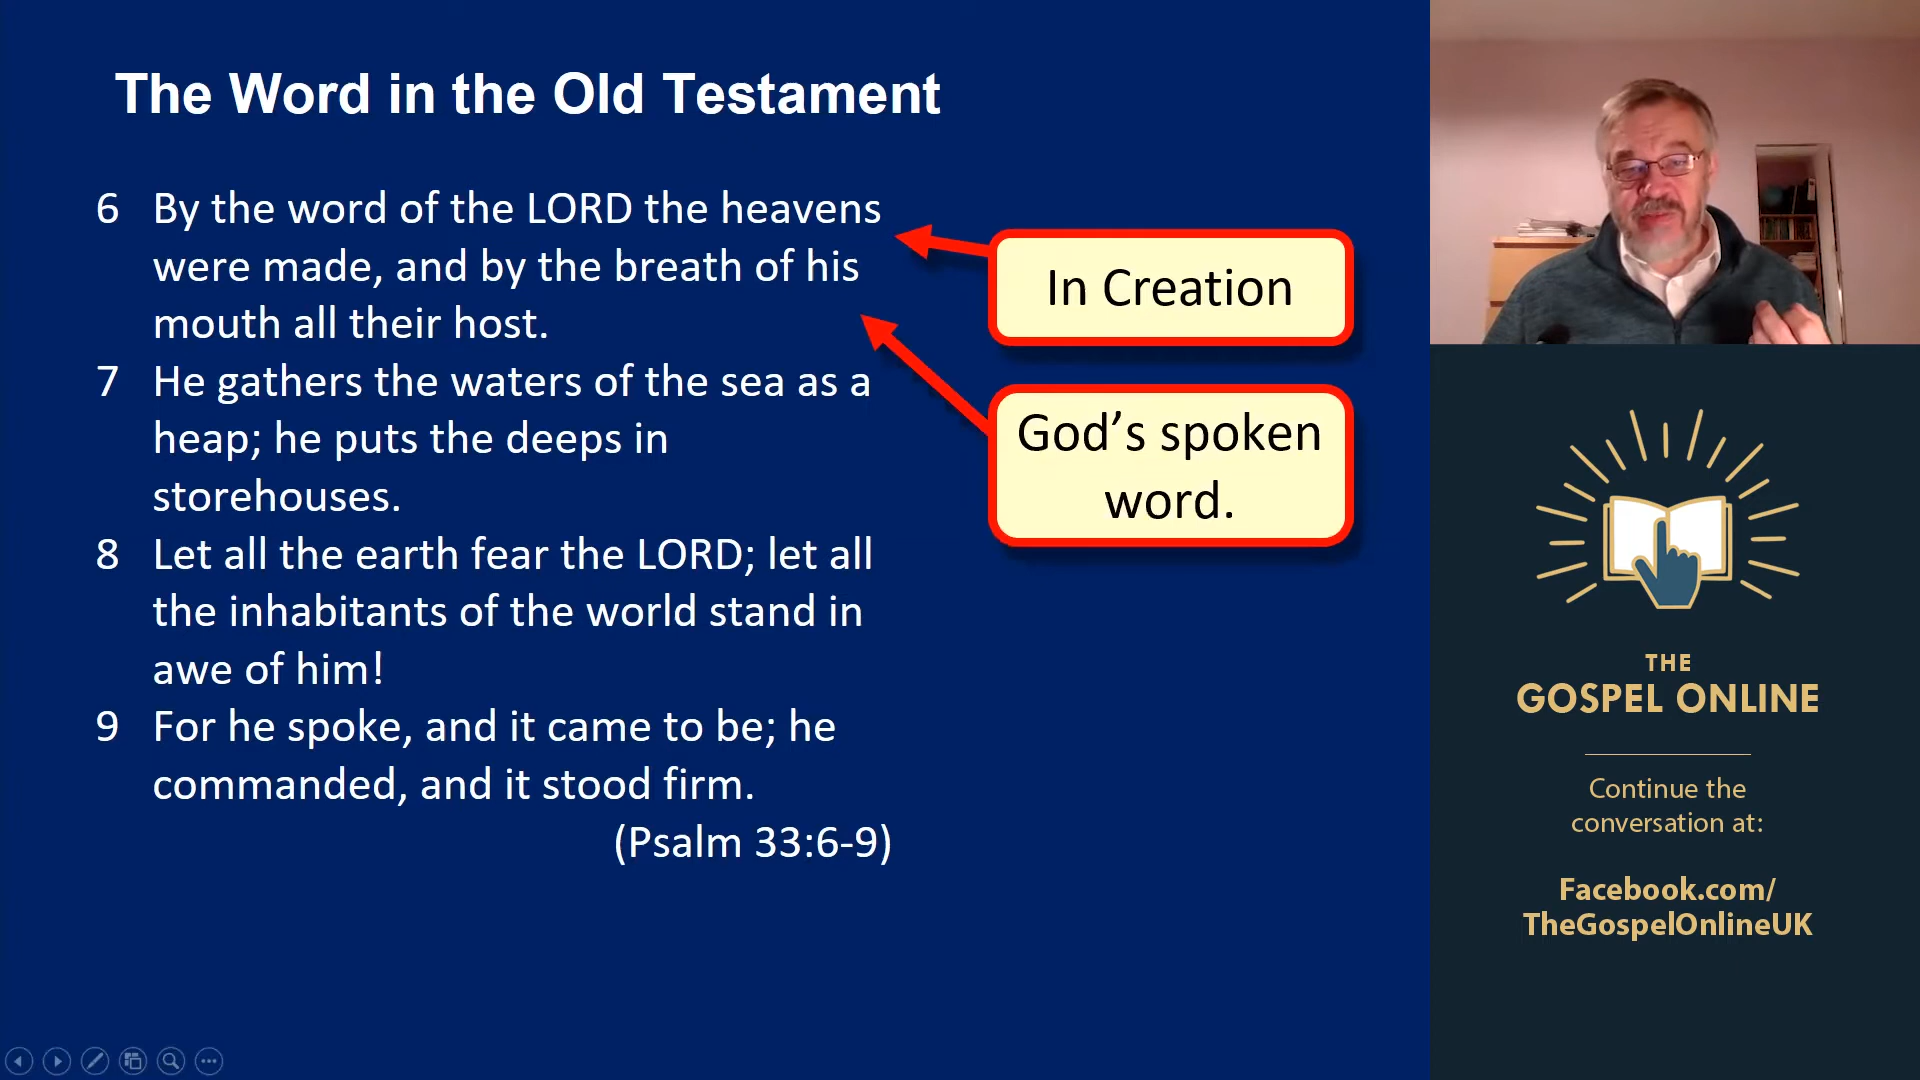 The Word in the Old Testament
6 By the word of the LORD the heavens
were made, and by the breath of his
mouth all their host.
7 He gathers the waters of the sea as a
heap; he puts the deeps in
storehouses.
8 Let all the earth fear the LORD; let all
the inhabitants of the world stand in
awe of him!
9 For he spoke, and it came to be; he
commanded, and it stood firm.
(Psalm 33:6-9)
In Creation
God’s spoken
word.
THE
GOSPEL ONLINE
Continue the
conversation at:
Facebook.com/
TheGospelOnlineUK